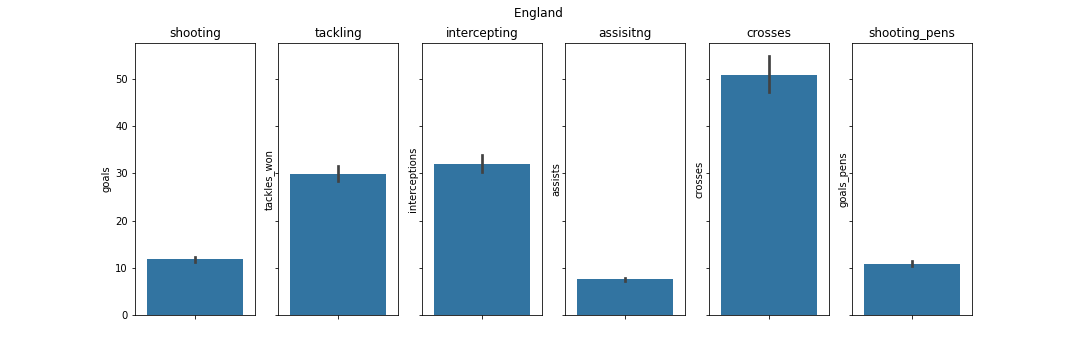 England
shooting
tackling
intercepting
assisitng
crosses
shooting_pens
goals
50
40
30
20
10
0
tackles_won
interceptions
assists
crosses
goals_pens